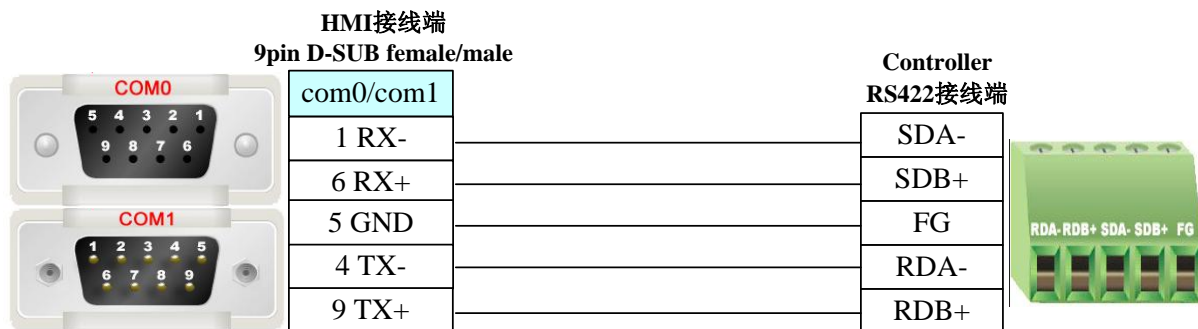 HMI接线端
9pin D-SUB female/male
Controller
RS422接线端
COM0
5 4 3 2 1
9 8 7 6
COM1
1 2 3 4 5
6 7 8 9
com0/com1
1 RX-
6 RX+
5 GND
4 TX-
9 TX+
SDA-
SDB+
FG
RDA-
RDB+
RDA- RDB+ SDA- SDB+ FG